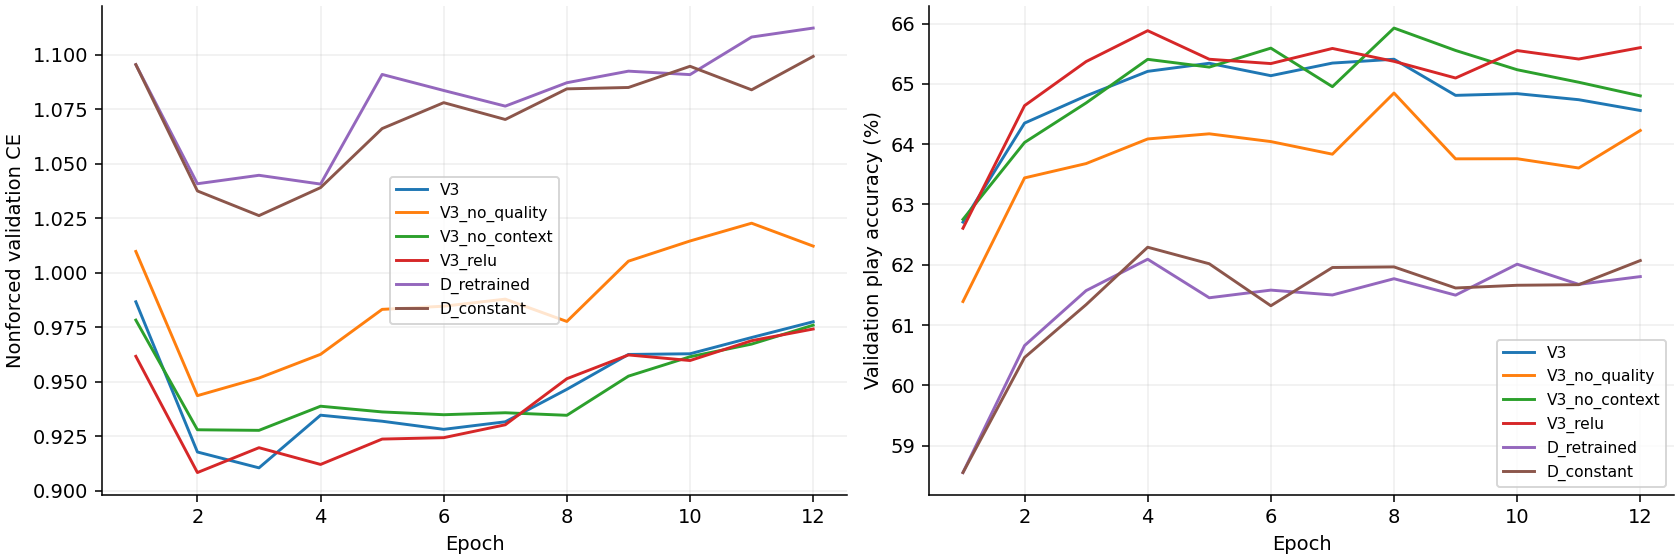 Nonforced validation CE
1.100
1.075
1.050
1.025
1.000
0.975
0.950
0.925
0.900
V3
V3_no_quality
V3_no_context
V3_relu
D_retrained
D_constant
2 4 6 8 10 12
Epoch
Validation play accuracy (%)
66
65
64
63
62
61
60
59
V3
V3_no_quality
V3_no_context
V3_relu
D_retrained
D_constant
2 4 6 8 10 12
Epoch